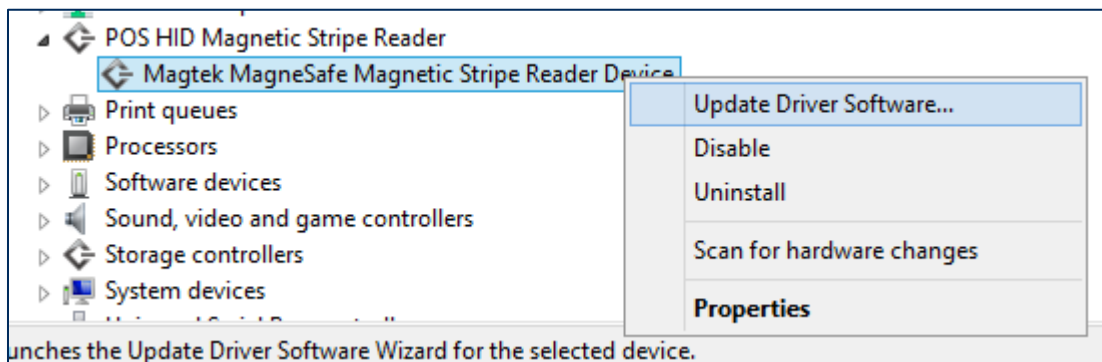 POS HID Magnetic Stripe Reader
Magtek MagneSafe Magnetic Stripe Reader Device
Print queues
Processors
Software devices
Sound, video and game controllers
Storage controllers
System devices
Update Driver Software...
Disable
Uninstall
Scan for hardware changes
Properties
unches the Update Driver Software Wizard for the selected device.